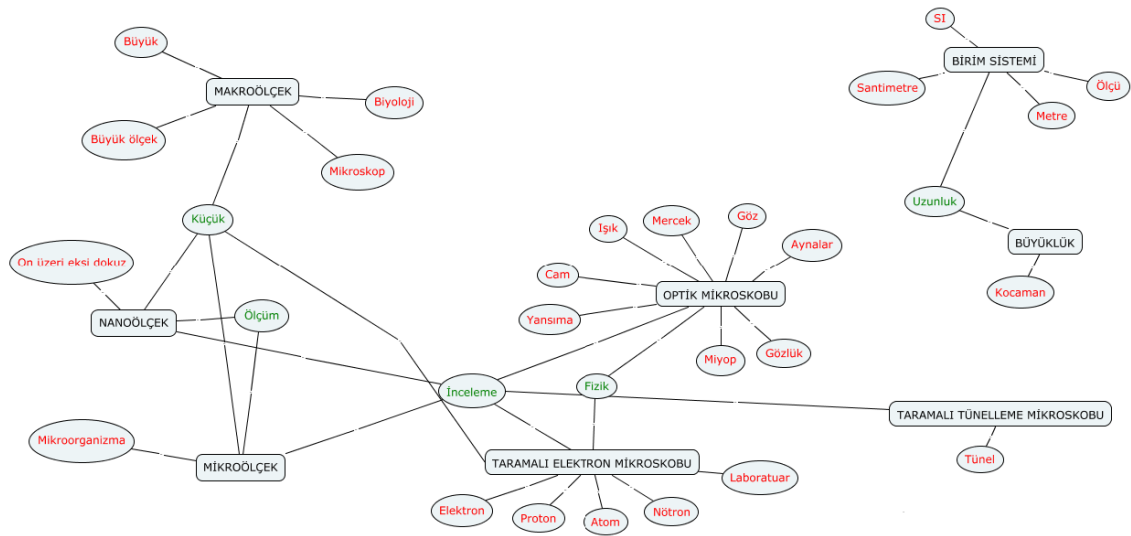 SI
Büyük
BİRİM SİSTEMİ
Santimetre
Ölçü
MAKROÖLÇEK
Biyoloji
Metre
Büyük ölçek
Mikroskop
Uzunluk
Küçük
Mercek
Göz
Işık
Aynalar
BÜYÜKLÜK
On üzeri eksi dokuz
Cam
OPTİK MİKROSKOBU
Kocaman
NANOÖLÇEK
Ölçüm
Yansıma
Miyop
Gözlük
İnceleme
Fizik
TARAMALI TÜNELLEME MİKROSKOBU
Mikroorganizma
Tünel
MİKROÖLÇEK
TARAMALI ELEKTRON MİKROSKOBU
Laboratuar
Elektron
Proton
Atom
Nötron